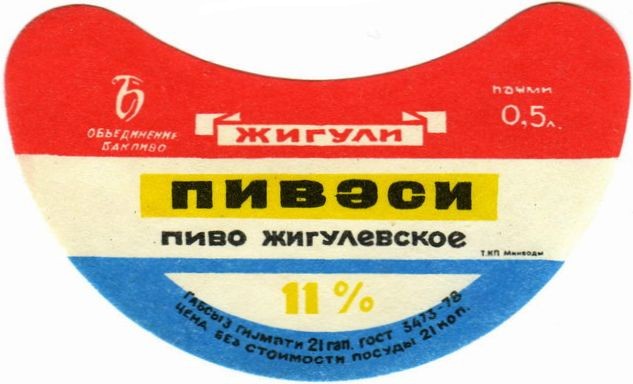 Б
ОБЪЕДИНЕНИЕ
БАКПИВО
0,5л.
ЖИГУЛИ
ПИВӘСИ
ПИВО ЖИГУЛЕВСКОЕ
Т.КП Минводы
11%
ГАБСЫЗ ГИЈМӘТИ 21 гәп. ГОСТ 3473-78
ЦЕНА БЕЗ СТОИМОСТИ ПОСУДЫ 21 КОП.